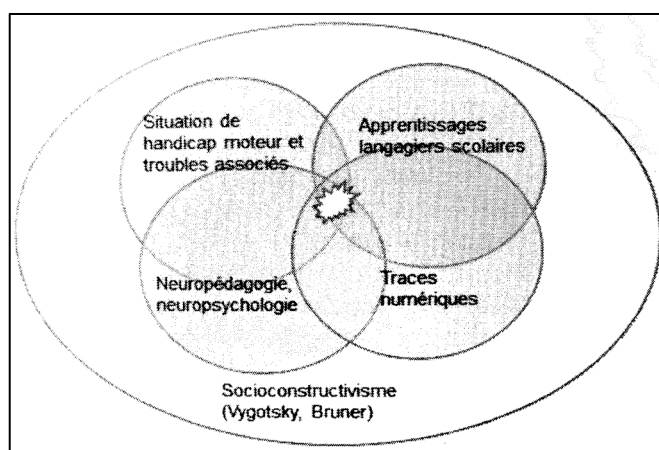 Situation de
handicap moteur et
troubles associés
Apprentissages
langagiers scolaires
Neuropédagogie,
neuropsychologie
Traces
numériques
Socioconstructivisme
(Vygotsky, Bruner)